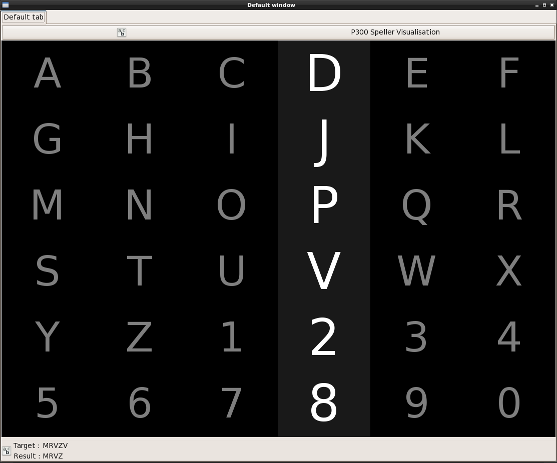 Default window
Default tab
P300 Speller Visualisation
A B C D E F
G H I J K L
M N O P Q R
S T U V W X
Y Z 1 2 3 4
5 6 7 8 9 0
Target : MRVZV
Result : MRVZ